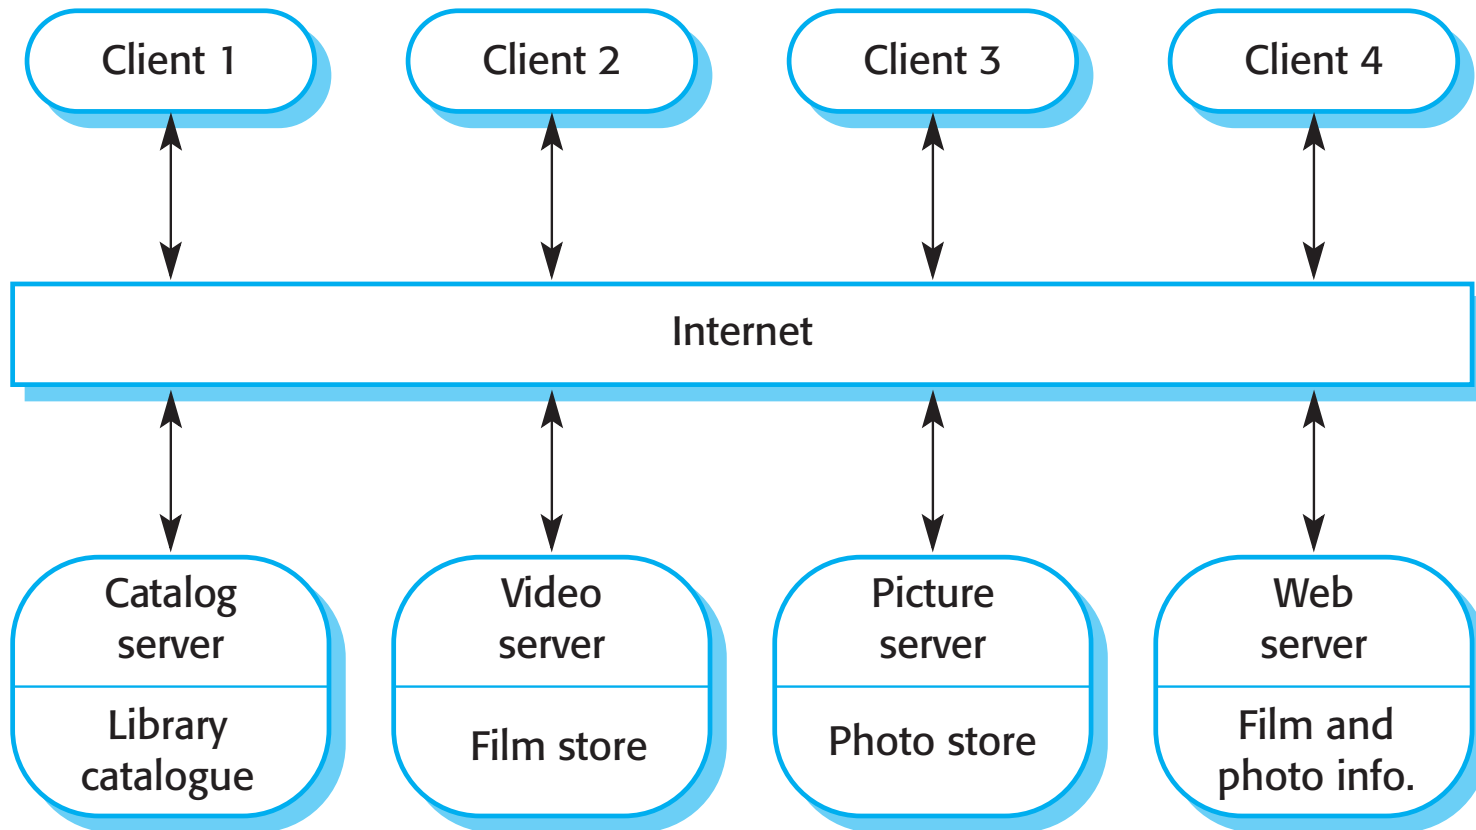 Client 1
Client 2
Client 3
Client 4
Internet
Catalog
server
Library
catalogue
Video
server
Film store
Picture
server
Photo store
Web
server
Film and
photo info.